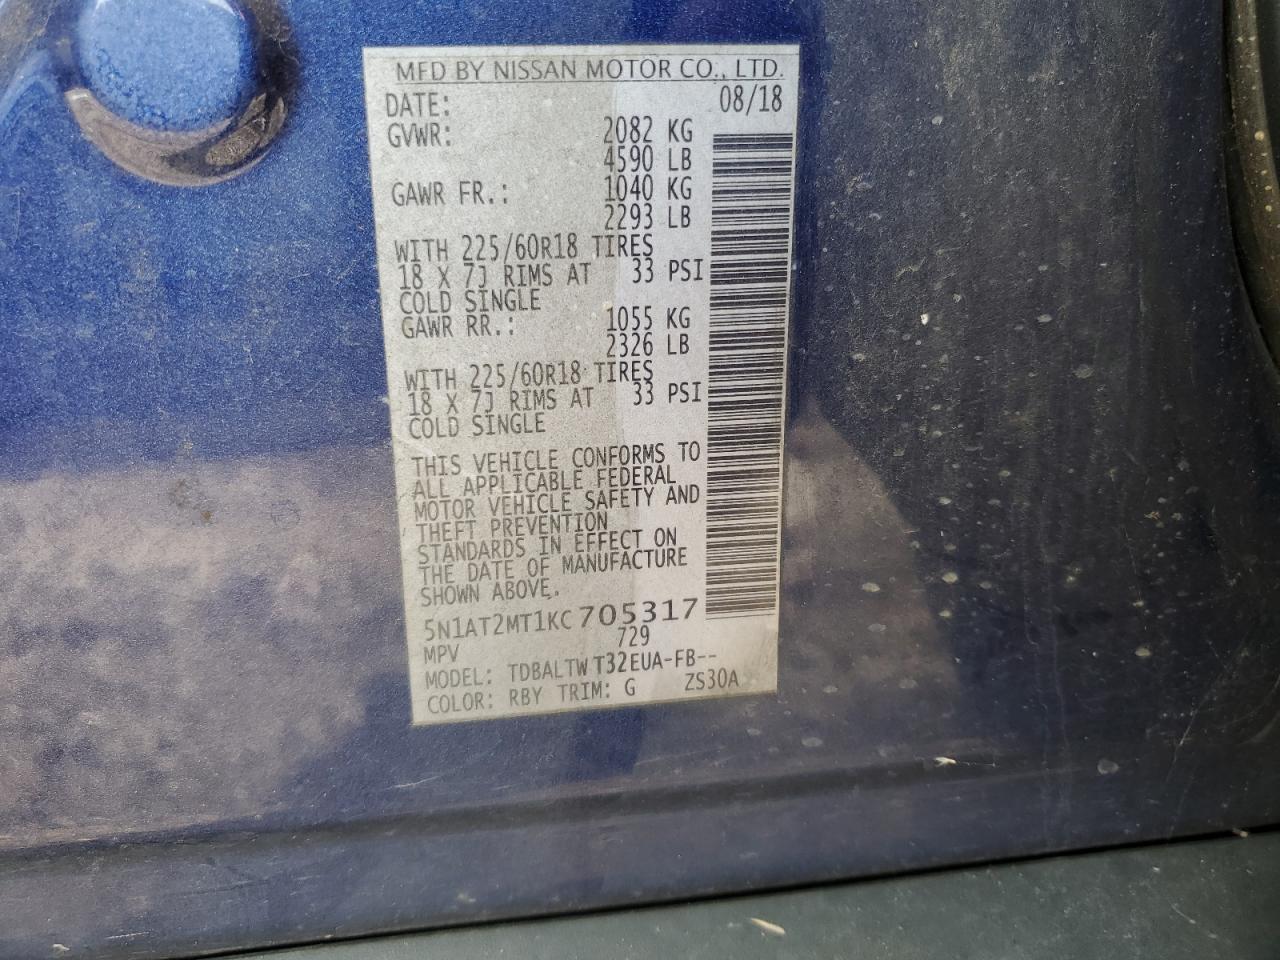 MFD BY NISSAN MOTOR CO., LTD.
DATE: 08/18
GVWR: 2082 KG
4590 LB
GAWR FR.: 1040 KG
2293 LB
WITH 225/60R18 TIRES
18 X 7J RIMS AT 33 PSI
COLD SINGLE
GAWR RR.: 1055 KG
2326 LB
WITH 225/60R18 TIRES
18 X 7J RIMS AT 33 PSI
COLD SINGLE
THIS VEHICLE CONFORMS TO
ALL APPLICABLE FEDERAL
MOTOR VEHICLE SAFETY AND
THEFT PREVENTION
STANDARDS IN EFFECT ON
THE DATE OF MANUFACTURE
SHOWN ABOVE.
5N1AT2MT1KC705317
MPV 729
MODEL: TDBALTW T32EUA-FB--
COLOR: RBY TRIM: G ZS30A